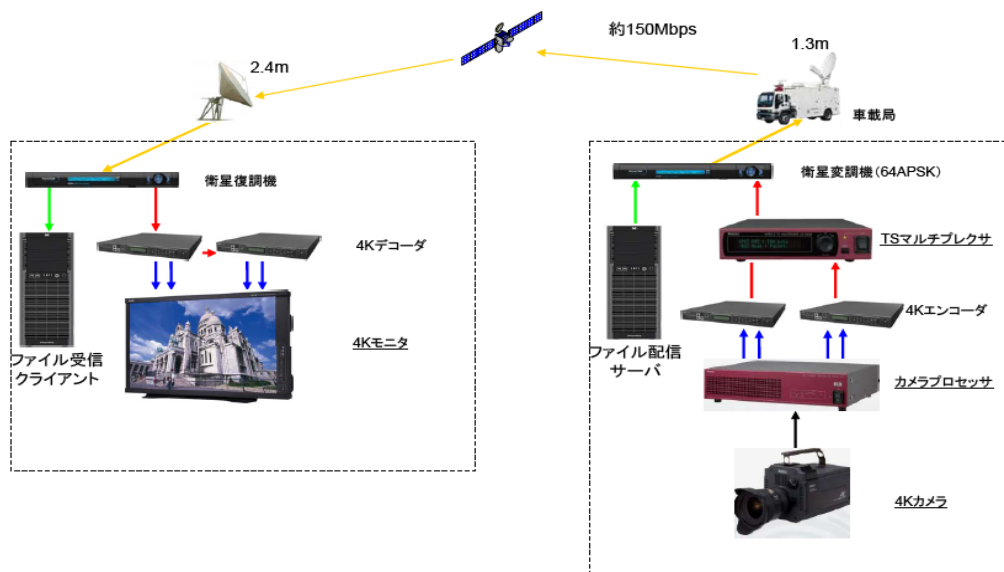 約150Mbps
1.3m
2.4m
車載局
衛星復調機
衛星変調機(64APSK)
4Kデコーダ
TSマルチプレクサ
4Kエンコーダ
4Kモニタ
ファイル受信
クライアント
ファイル配信
サーバ
カメラプロセッサ
4Kカメラ